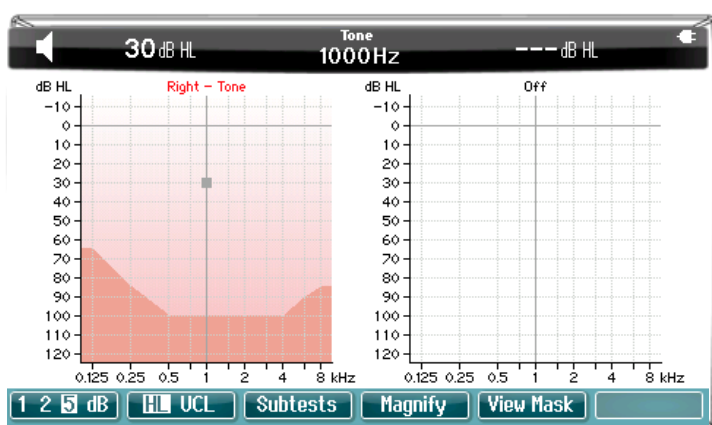 30 dB HL
Tone
1000Hz
--- dB HL
dB HL
Right - Tone
-10
0
10
20
30
40
50
60
70
80
90
100
110
120
0.125 0.25 0.5 1 2 4 8 kHz
dB HL
Off
-10
0
10
20
30
40
50
60
70
80
90
100
110
120
0.125 0.25 0.5 1 2 4 8 kHz
1 2 5 dB
HL UCL
Subtests
Magnify
View Mask